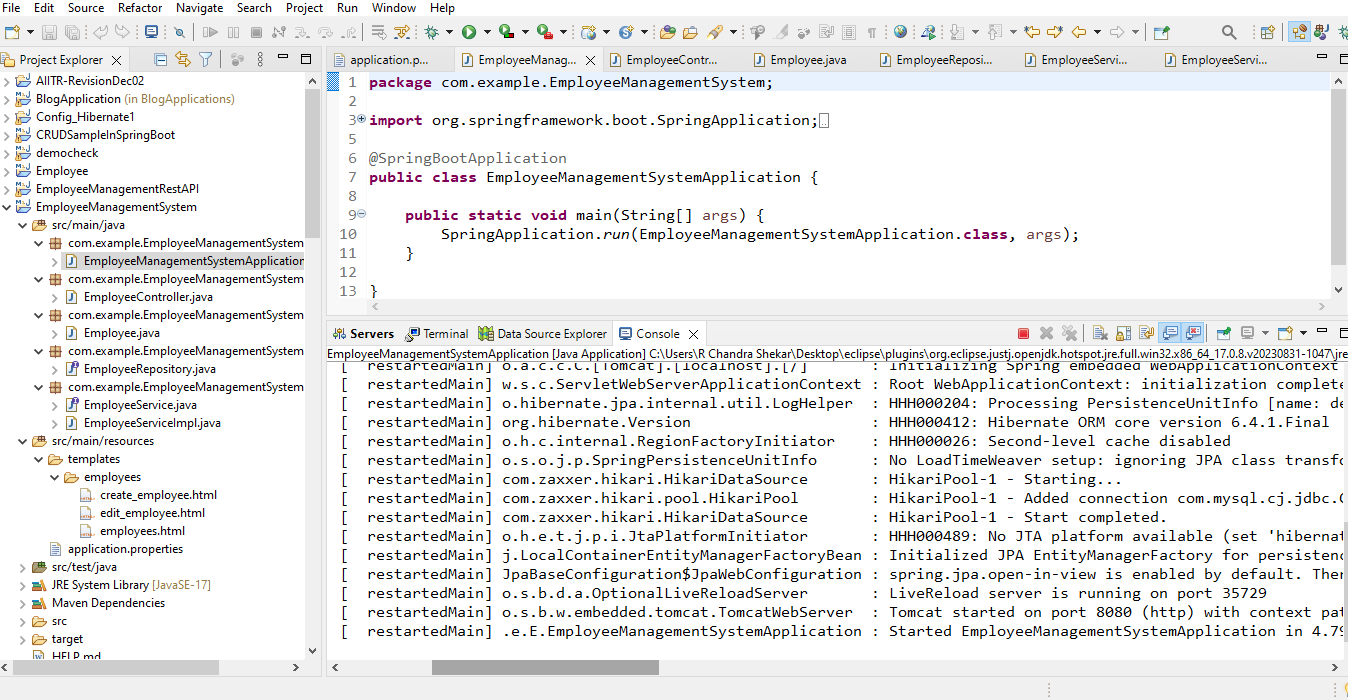 File Edit Source Refactor Navigate Search Project Run Window Help
Project Explorer
AIITR-RevisionDec02
BlogApplication (in BlogApplications)
Config_Hibernate1
CRUDSampleInSpringBoot
democheck
Employee
EmployeeManagementRestAPI
EmployeeManagementSystem
src/main/java
com.example.EmployeeManagementSystem
EmployeeManagementSystemApplication
com.example.EmployeeManagementSystem
EmployeeController.java
com.example.EmployeeManagementSystem
Employee.java
com.example.EmployeeManagementSystem
EmployeeRepository.java
com.example.EmployeeManagementSystem
EmployeeService.java
EmployeeServiceImpl.java
src/main/resources
templates
employees
create_employee.html
edit_employee.html
employees.html
application.properties
src/test/java
JRE System Library [JavaSE-17]
Maven Dependencies
src
target
HELP.md
application.p... EmployeeManag... EmployeeContr... Employee.java EmployeeReposi... EmployeeServi... EmployeeServi...
1 package com.example.EmployeeManagementSystem;
2
3 import org.springframework.boot.SpringApplication;
5
6 @SpringBootApplication
7 public class EmployeeManagementSystemApplication {
8
9 public static void main(String[] args) {
10 SpringApplication.run(EmployeeManagementSystemApplication.class, args);
11 }
12
13 }
Servers Terminal Data Source Explorer Console
EmployeeManagementSystemApplication [Java Application] C:\Users\R Chandra Shekar\Desktop\eclipse\plugins\org.eclipse.justj.openjdk.hotspot.jre.full.win32.x86_64_17.0.8.v20230831-1047\jre
[ restartedMain] o.a.c.c.C.[Tomcat].[localhost].[/] : Initializing Spring embedded WebApplicationContext
[ restartedMain] w.s.c.ServletWebServerApplicationContext : Root WebApplicationContext: initialization complete
[ restartedMain] o.hibernate.jpa.internal.util.LogHelper : HHH000204: Processing PersistenceUnitInfo [name: de
[ restartedMain] org.hibernate.Version : HHH000412: Hibernate ORM core version 6.4.1.Final
[ restartedMain] o.h.c.internal.RegionFactoryInitiator : HHH000026: Second-level cache disabled
[ restartedMain] o.s.o.j.p.SpringPersistenceUnitInfo : No LoadTimeWeaver setup: ignoring JPA class transfo
[ restartedMain] com.zaxxer.hikari.HikariDataSource : HikariPool-1 - Starting...
[ restartedMain] com.zaxxer.hikari.pool.HikariPool : HikariPool-1 - Added connection com.mysql.cj.jdbc.C
[ restartedMain] com.zaxxer.hikari.HikariDataSource : HikariPool-1 - Start completed.
[ restartedMain] o.h.e.t.j.p.i.JtaPlatformInitiator : HHH000489: No JTA platform available (set 'hibernat
[ restartedMain] j.LocalContainerEntityManagerFactoryBean : Initialized JPA EntityManagerFactory for persistenc
[ restartedMain] JpaBaseConfiguration$JpaWebConfiguration : spring.jpa.open-in-view is enabled by default. Ther
[ restartedMain] o.s.b.d.a.OptionalLiveReloadServer : LiveReload server is running on port 35729
[ restartedMain] o.s.b.w.embedded.tomcat.TomcatWebServer : Tomcat started on port 8080 (http) with context pat
[ restartedMain] .e.E.EmployeeManagementSystemApplication : Started EmployeeManagementSystemApplication in 4.79